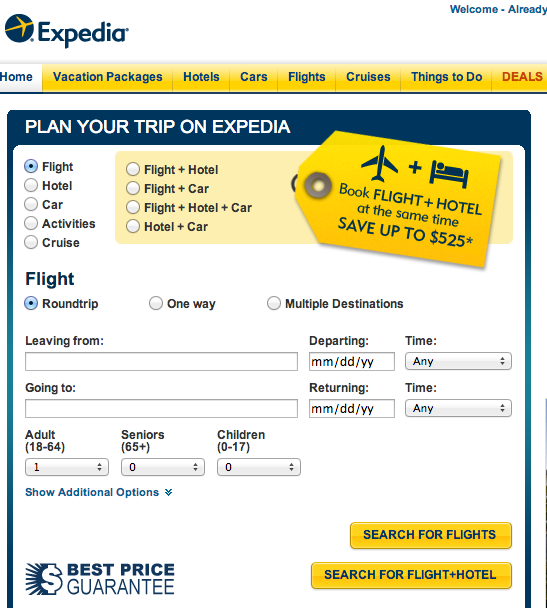 Welcome - Already
Expedia
Home Vacation Packages Hotels Cars Flights Cruises Things to Do DEALS
PLAN YOUR TRIP ON EXPEDIA
Flight
Hotel
Car
Activities
Cruise
Flight + Hotel
Flight + Car
Flight + Hotel + Car
Hotel + Car
+
Book FLIGHT+HOTEL
at the same time
SAVE UP TO $525*
Flight
Roundtrip One way Multiple Destinations
Leaving from: Departing: Time:
mm/dd/yy Any
Going to: Returning: Time:
mm/dd/yy Any
Adult Seniors Children
(18-64) (65+) (0-17)
1 0 0
Show Additional Options
SEARCH FOR FLIGHTS
BEST PRICE
GUARANTEE
SEARCH FOR FLIGHT+HOTEL